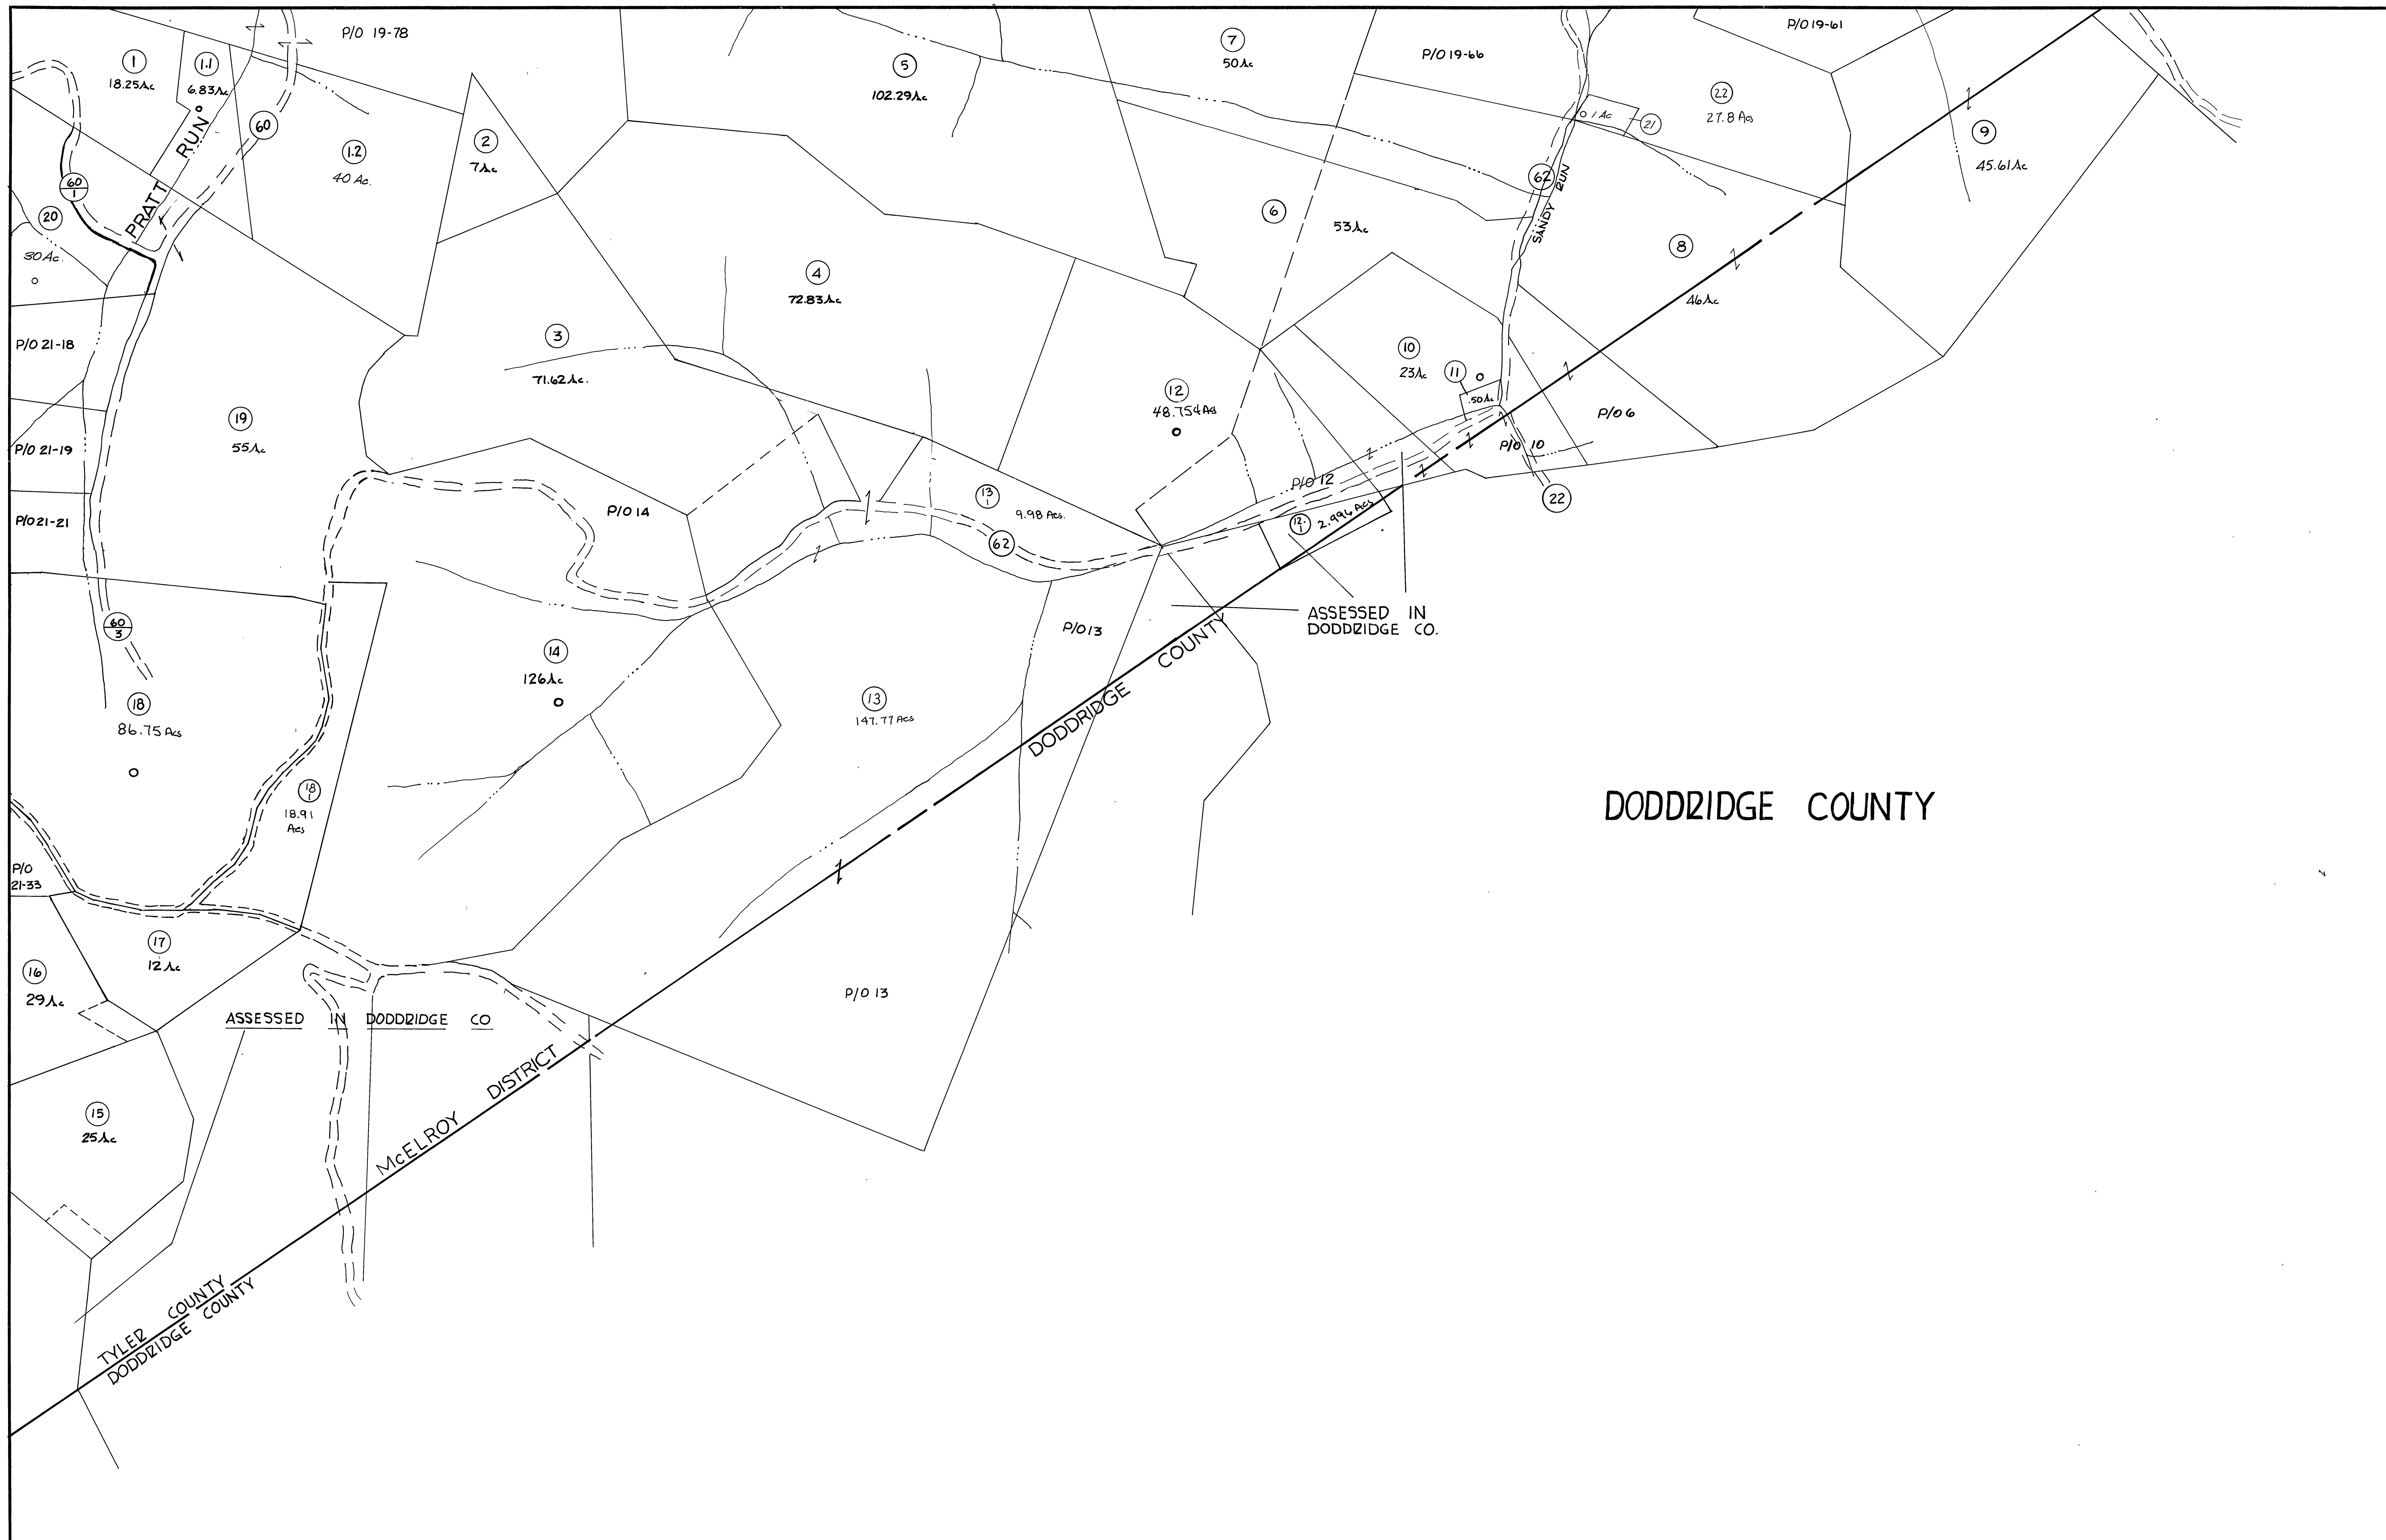 P/O 19-78
P/O 19-61
1
18.25Ac
1.1
6.83Ac
5
102.29Ac
7
50Ac
P/O 19-66
22
27.8 Acs
PRATT RUN
60
1.2
40 Ac.
2
7Ac
1 Ac
21
9
45.61Ac
60
1
20
30 Ac.
62
SANDY RUN
6
53Ac
8
46Ac
4
72.83Ac
3
71.62Ac.
P/O 21-18
10
23Ac
11
.50Ac
12
48.754 Acs
P/O 6
19
55Ac
P/O 21-19
P/O 10
P/O 12
22
P/O 21-21
P/O 14
13
1
9.98 Acs.
12.
1
2.994 Acs
62
ASSESSED IN
DODDRIDGE CO.
60
3
P/O 13
14
126Ac
DODDRIDGE COUNTY
18
86.75 Acs
13
147.77 Acs
18
1
18.91
Acs
DODDRIDGE COUNTY
P/O
21-33
17
12Ac
16
29Ac
P/O 13
ASSESSED IN DODDRIDGE CO
McELROY DISTRICT
15
25Ac
TYLER COUNTY
DODDRIDGE COUNTY